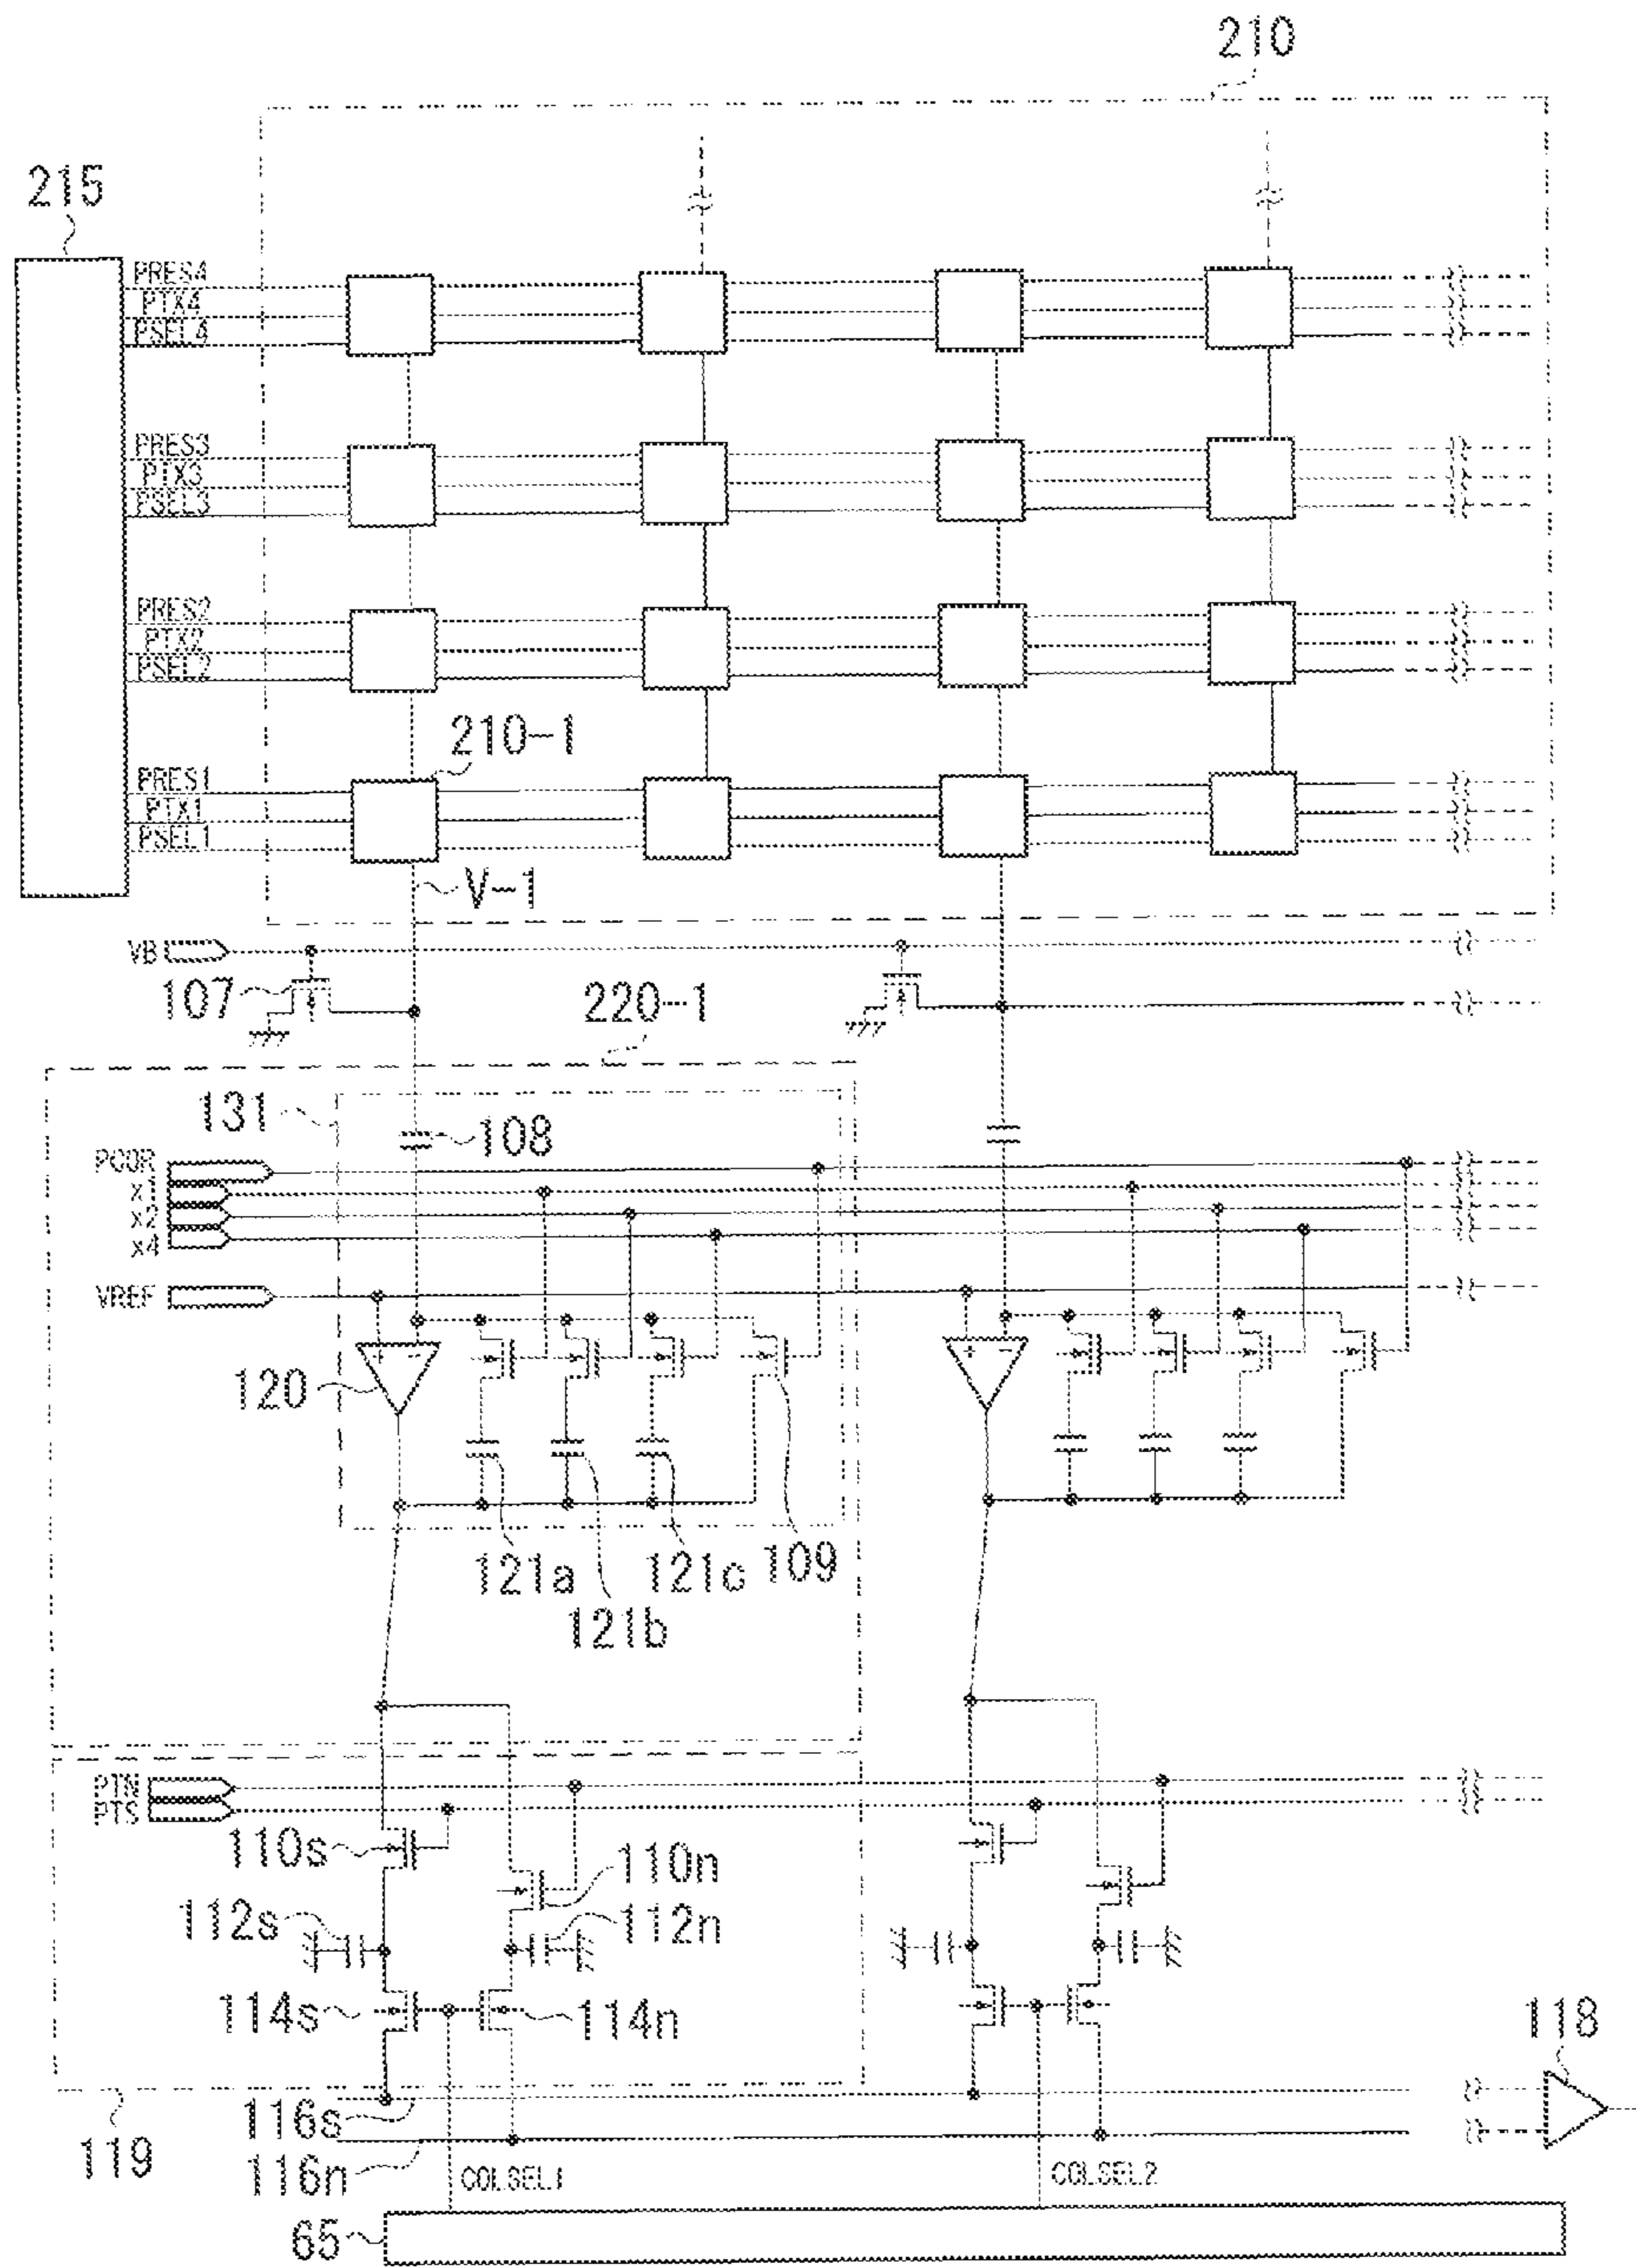 210
215
PRES4
PTX4
PSEL4
PRES3
PTX3
PSEL3
PRES2
PTX2
PSEL2
210-1
PRES1
PTX1
PSEL1
V-1
VB
107
220-1
131
108
PCOR
x1
x2
x4
VREF
+ -
+ -
120
121a
121c
109
121b
PTN
PTS
110s
110n
112s
112n
114s
114n
118
116s
119
116n
COLSEL1
COLSEL2
65